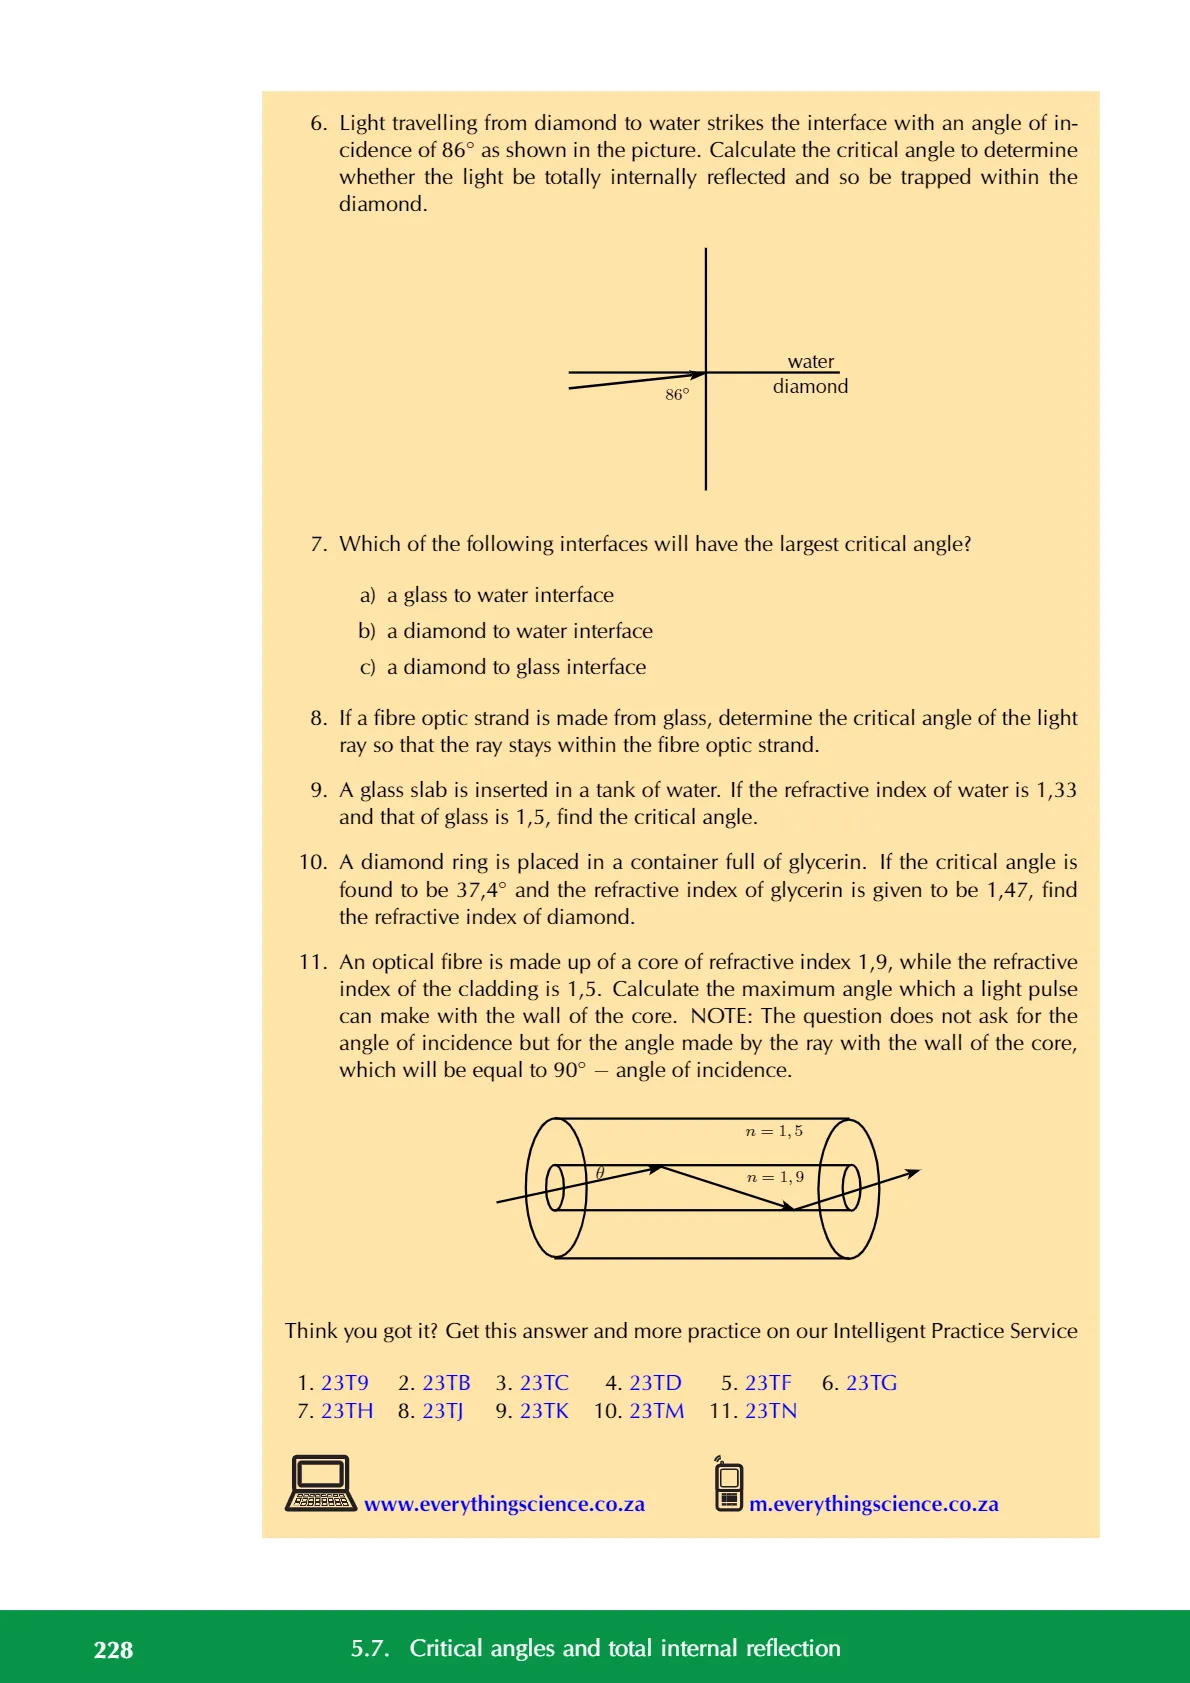 6. Light travelling from diamond to water strikes the interface with an angle of in-
cidence of 86° as shown in the picture. Calculate the critical angle to determine
whether the light be totally internally reflected and so be trapped within the
diamond.
water
diamond
86°
7. Which of the following interfaces will have the largest critical angle?
a) a glass to water interface
b) a diamond to water interface
c) a diamond to glass interface
8. If a fibre optic strand is made from glass, determine the critical angle of the light
ray so that the ray stays within the fibre optic strand.
9. A glass slab is inserted in a tank of water. If the refractive index of water is 1,33
and that of glass is 1,5, find the critical angle.
10. A diamond ring is placed in a container full of glycerin. If the critical angle is
found to be 37,4° and the refractive index of glycerin is given to be 1,47, find
the refractive index of diamond.
11. An optical fibre is made up of a core of refractive index 1,9, while the refractive
index of the cladding is 1,5. Calculate the maximum angle which a light pulse
can make with the wall of the core. NOTE: The question does not ask for the
angle of incidence but for the angle made by the ray with the wall of the core,
which will be equal to 90° − angle of incidence.
n = 1, 5
θ
n = 1, 9
Think you got it? Get this answer and more practice on our Intelligent Practice Service
1. 23T9 2. 23TB 3. 23TC 4. 23TD 5. 23TF 6. 23TG
7. 23TH 8. 23TJ 9. 23TK 10. 23TM 11. 23TN
www.everythingscience.co.za m.everythingscience.co.za
228 5.7. Critical angles and total internal reflection